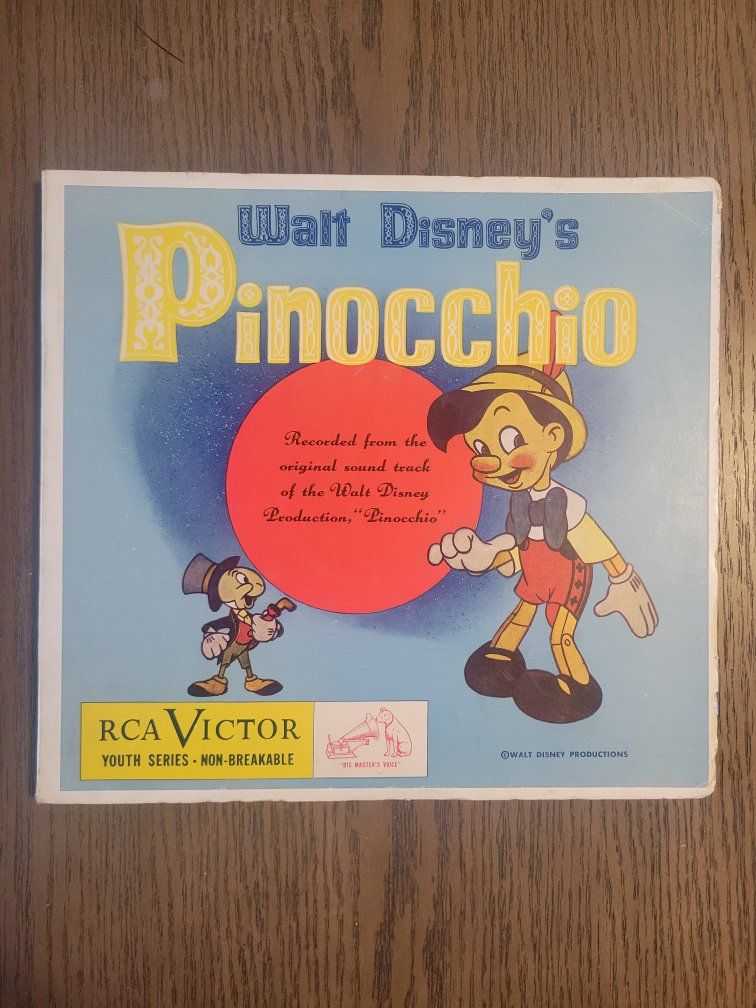 Walt Disney's
Pinocchio
Recorded from the
original sound track
of the Walt Disney
Production, "Pinocchio"
RCA VICTOR
YOUTH SERIES • NON-BREAKABLE
"HIS MASTER'S VOICE"
©WALT DISNEY PRODUCTIONS